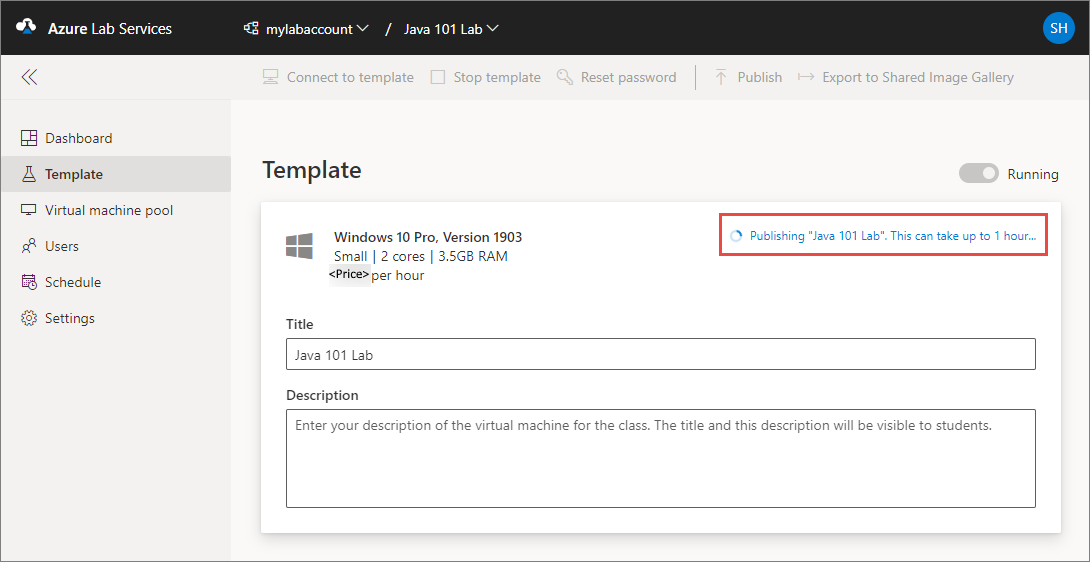 Azure Lab Services mylabaccount / Java 101 Lab SH
Connect to template Stop template Reset password Publish Export to Shared Image Gallery
Dashboard
Template
Virtual machine pool
Users
Schedule
Settings
Template
Running
Windows 10 Pro, Version 1903
Small | 2 cores | 3.5GB RAM
<Price> per hour
Publishing "Java 101 Lab". This can take up to 1 hour...
Title
Java 101 Lab
Description
Enter your description of the virtual machine for the class. The title and this description will be visible to students.